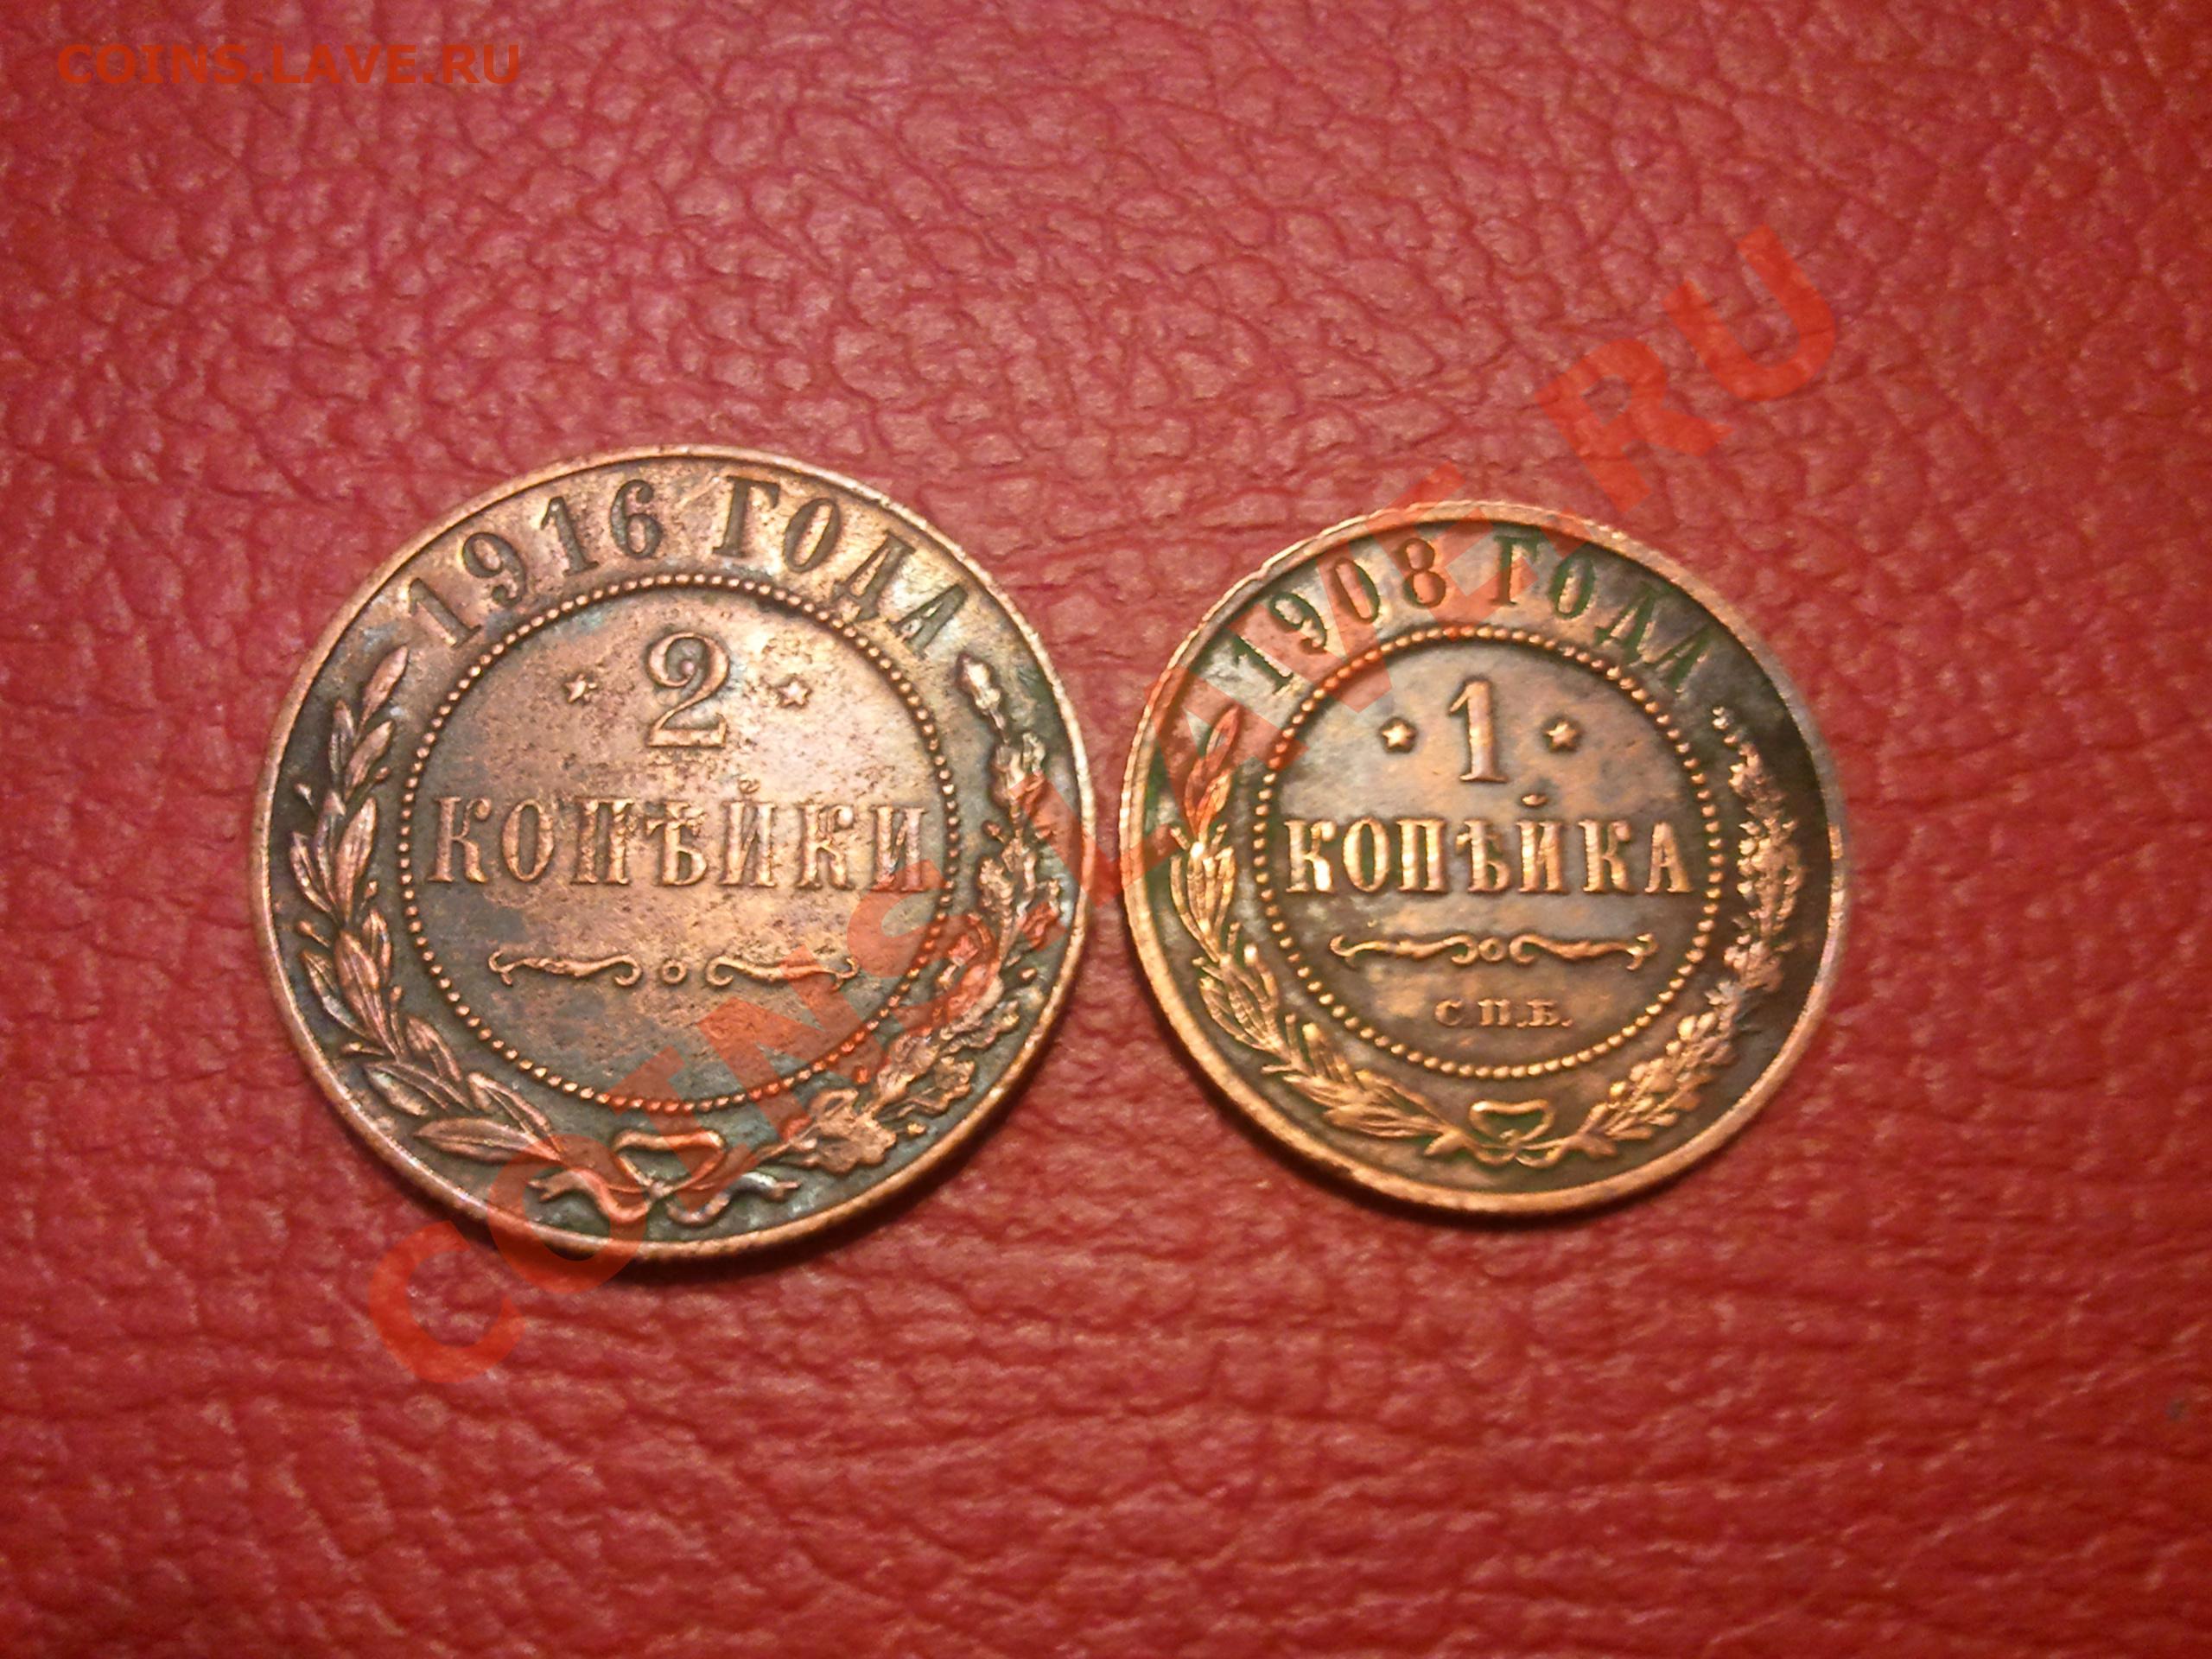 COINS.LAVE.RU
1916 ГОДА
2
КОПѢЙКИ
1908 ГОДА
1
КОПѢЙКА
С.П.Б.
COINS.LAVE.RU